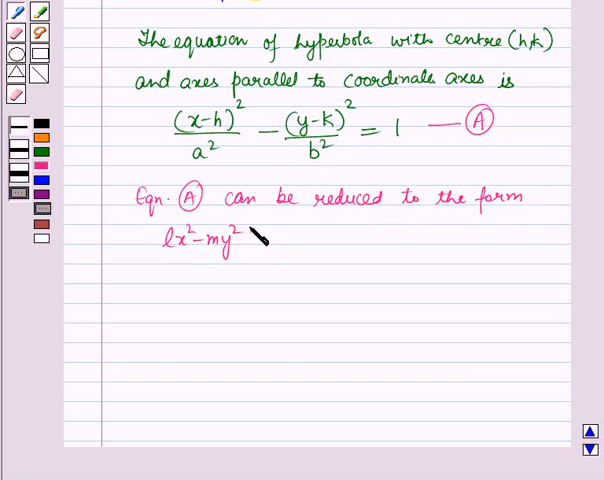 The equation of hyperbola with centre (h,k)
and axes parallel to coordinate axes is
(x-h)²/a² - (y-k)²/b² = 1 — Ⓐ
Eqn. Ⓐ can be reduced to the form
lx² - my²